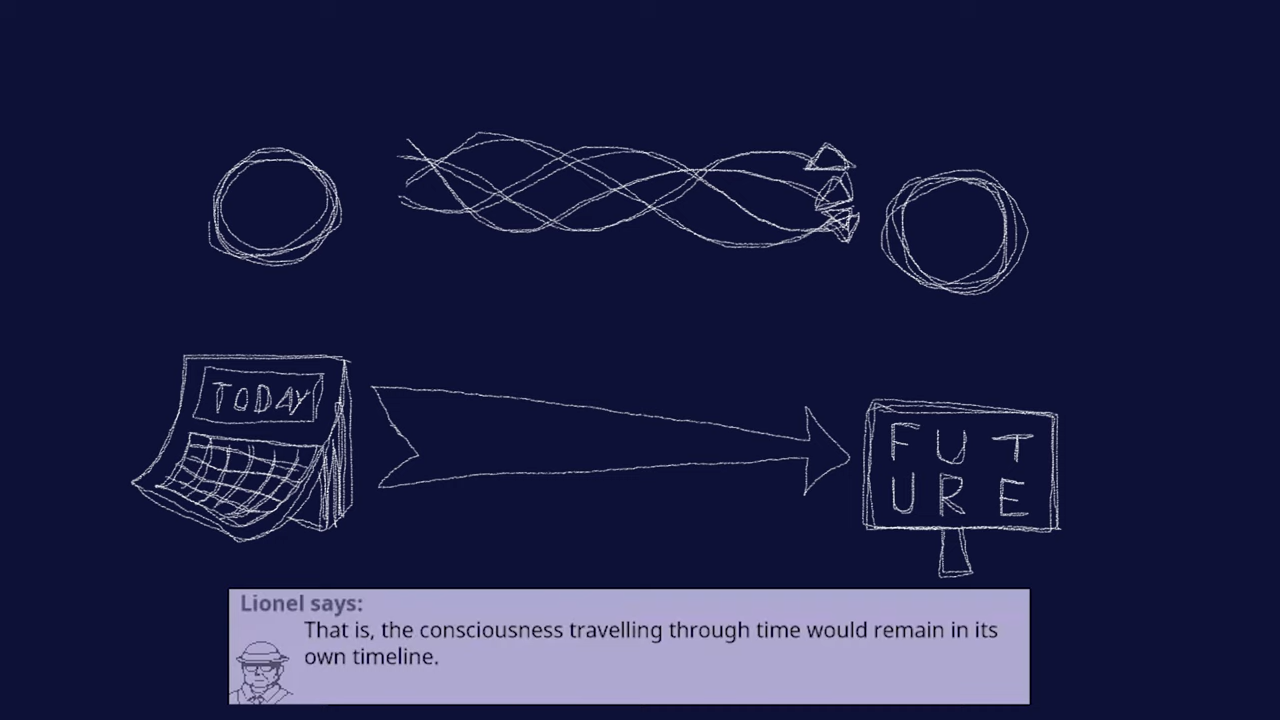 TODAY
FUT
URE
Lionel says:
That is, the consciousness travelling through time would remain in its
own timeline.